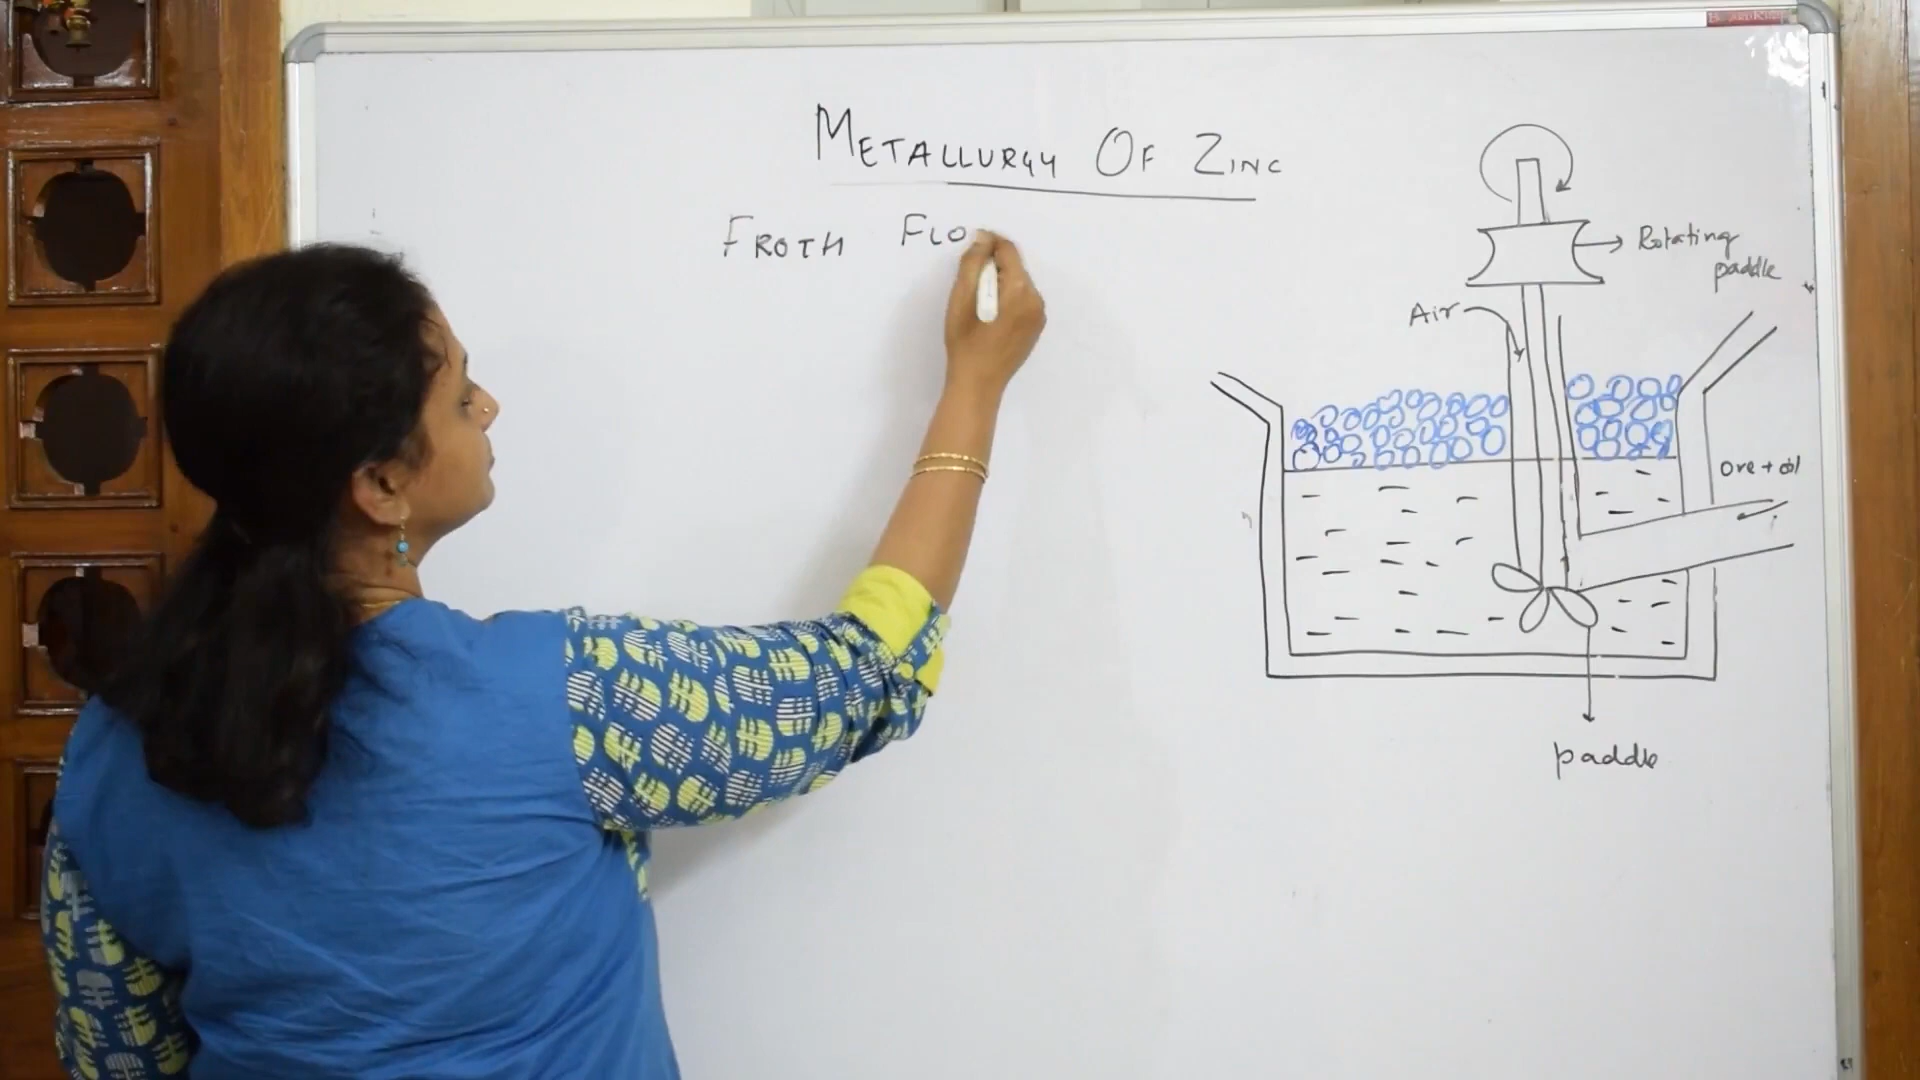 METALLURGY OF ZINC
FROTH FLO
Rotating
paddle
Air
Ore + oil
paddle